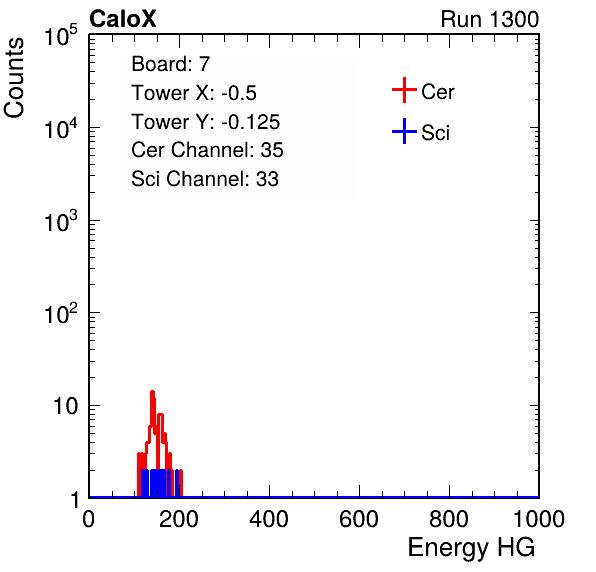 CaloX Run 1300
Counts
Board: 7
Tower X: -0.5
Tower Y: -0.125
Cer Channel: 35
Sci Channel: 33
Cer
Sci
10^5
10^4
10^3
10^2
10
1
0 200 400 600 800 1000
Energy HG